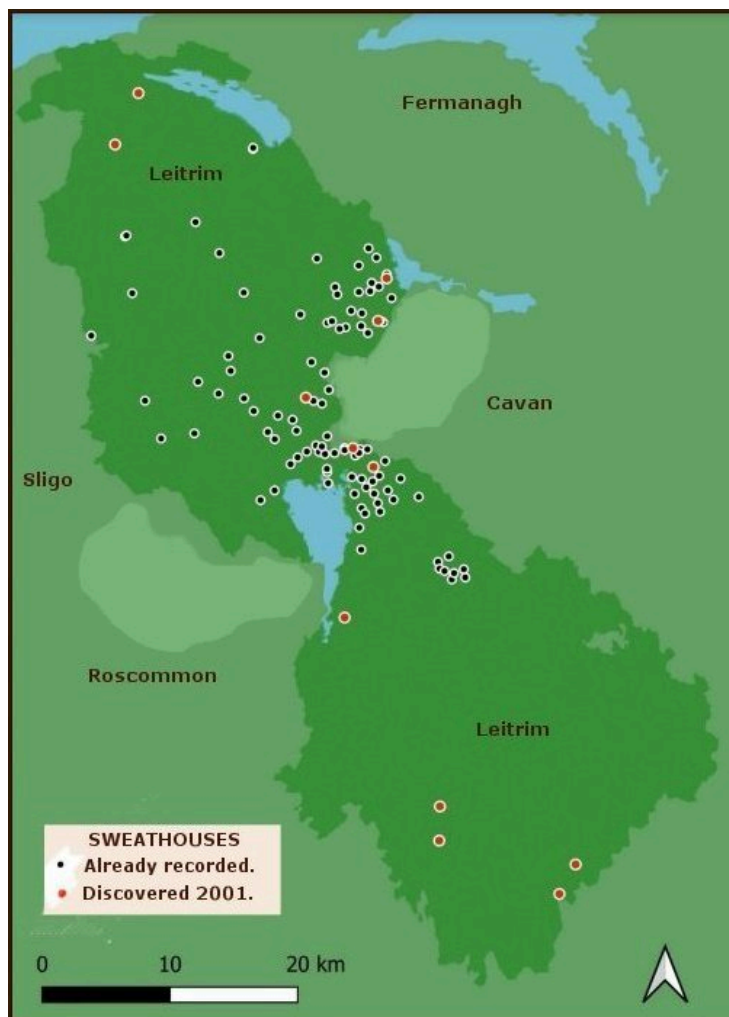 Fermanagh
Leitrim
Cavan
Sligo
Roscommon
Leitrim
SWEATHOUSES
Already recorded.
Discovered 2001.
0 10 20 km